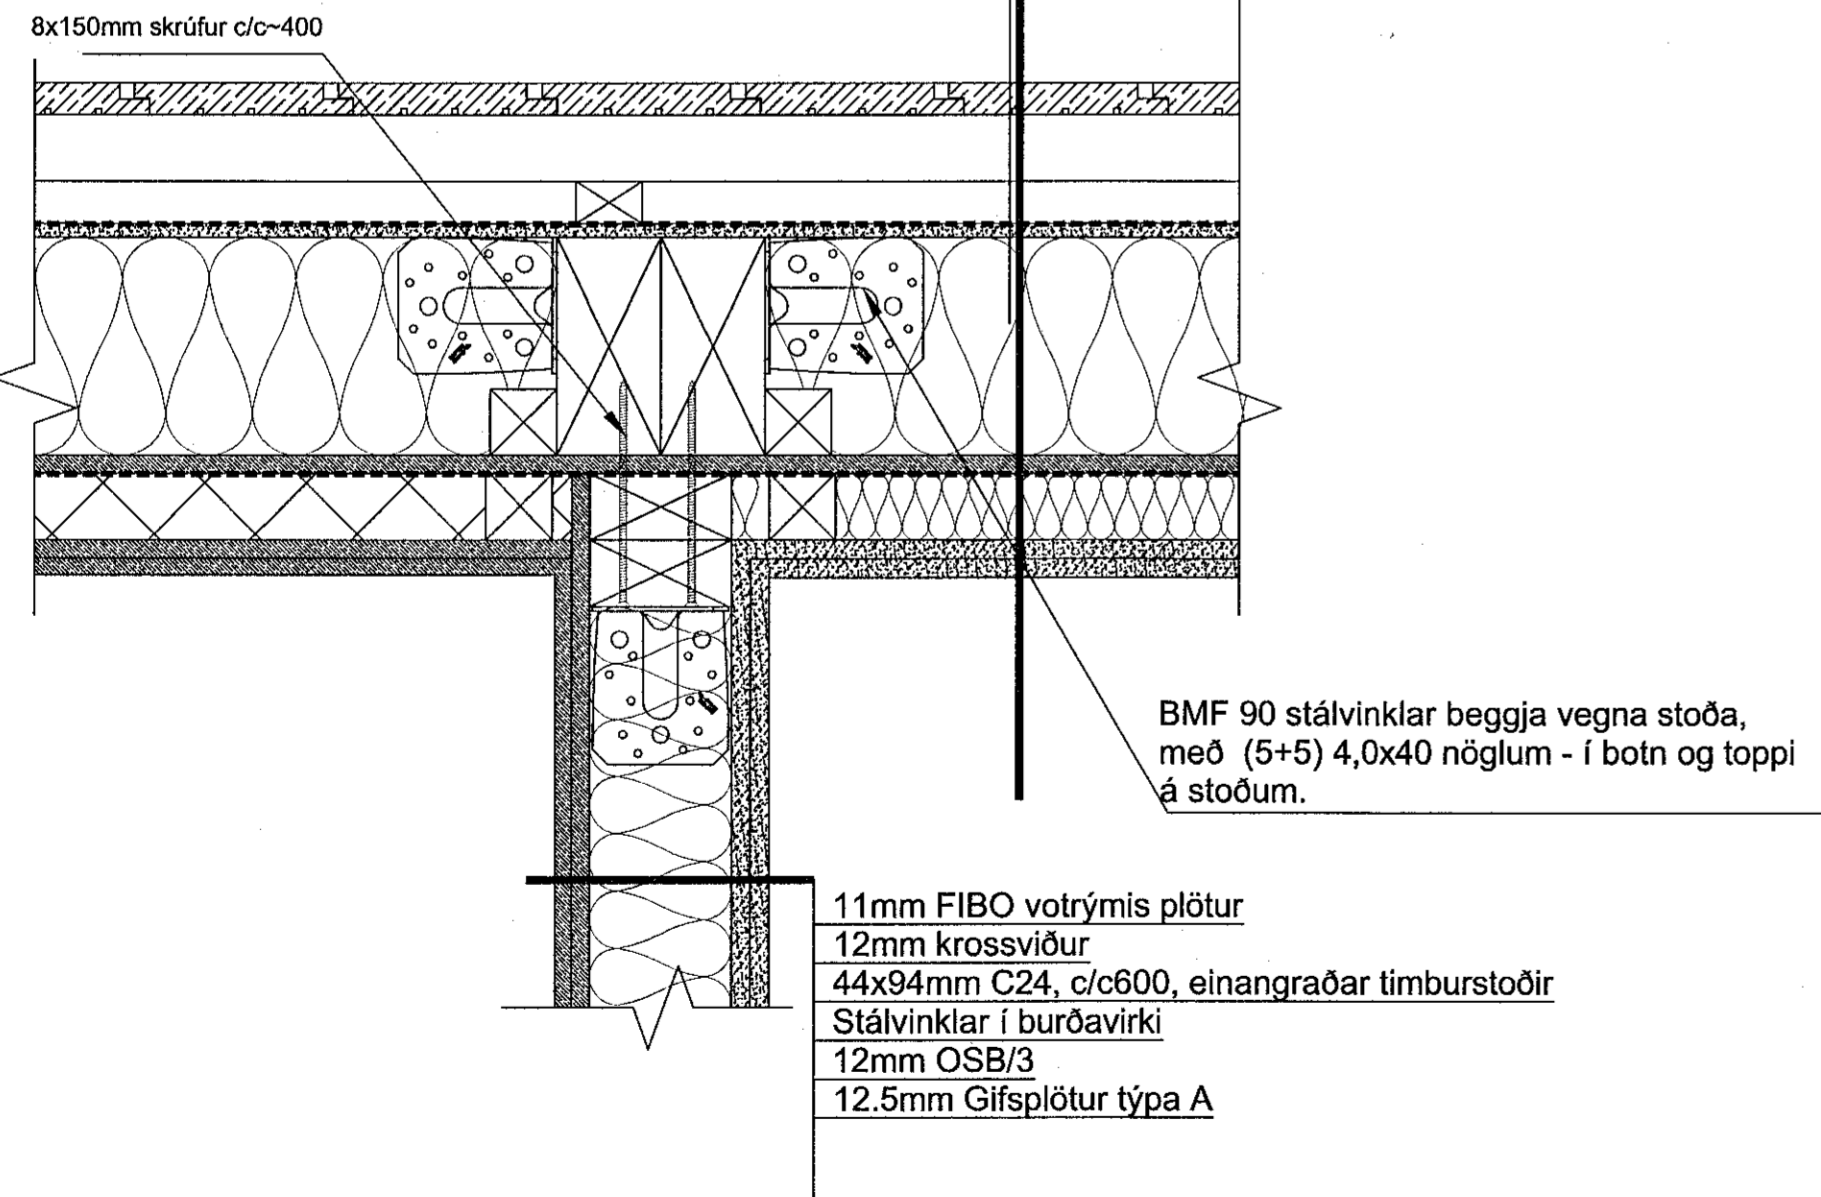 8x150mm skrúfur c/c~400
BMF 90 stálvinklar beggja vegna stoða,
með (5+5) 4,0x40 nöglum - í botn og toppi
á stoðum.
11mm FIBO votrýmis plötur
12mm krossviður
44x94mm C24, c/c600, einangraðar timburstoðir
Stálvinklar í burðavirki
12mm OSB/3
12.5mm Gifsplötur týpa A